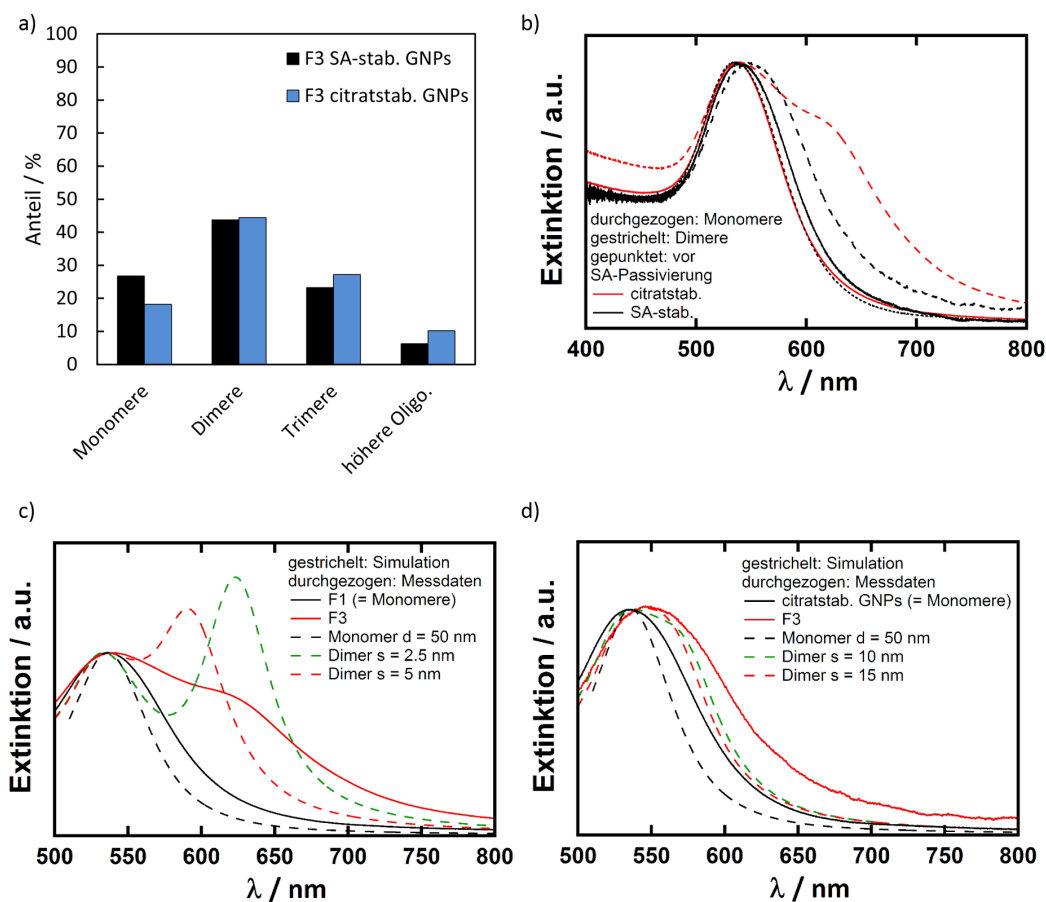 a)
100
90
80
70
60
50
40
30
20
10
0
Anteil / %
F3 SA-stab. GNPs
F3 citratstab. GNPs
Monomere
Dimere
Trimere
höhere Oligo.
b)
Extinktion / a.u.
durchgezogen: Monomere
gestrichelt: Dimere
gepunktet: vor
SA-Passivierung
citratstab.
SA-stab.
400 500 600 700 800
λ / nm
c)
Extinktion / a.u.
gestrichelt: Simulation
durchgezogen: Messdaten
F1 (= Monomere)
F3
Monomer d = 50 nm
Dimer s = 2.5 nm
Dimer s = 5 nm
500 550 600 650 700 750 800
λ / nm
d)
Extinktion / a.u.
gestrichelt: Simulation
durchgezogen: Messdaten
citratstab. GNPs (= Monomere)
F3
Monomer d = 50 nm
Dimer s = 10 nm
Dimer s = 15 nm
500 550 600 650 700 750 800
λ / nm